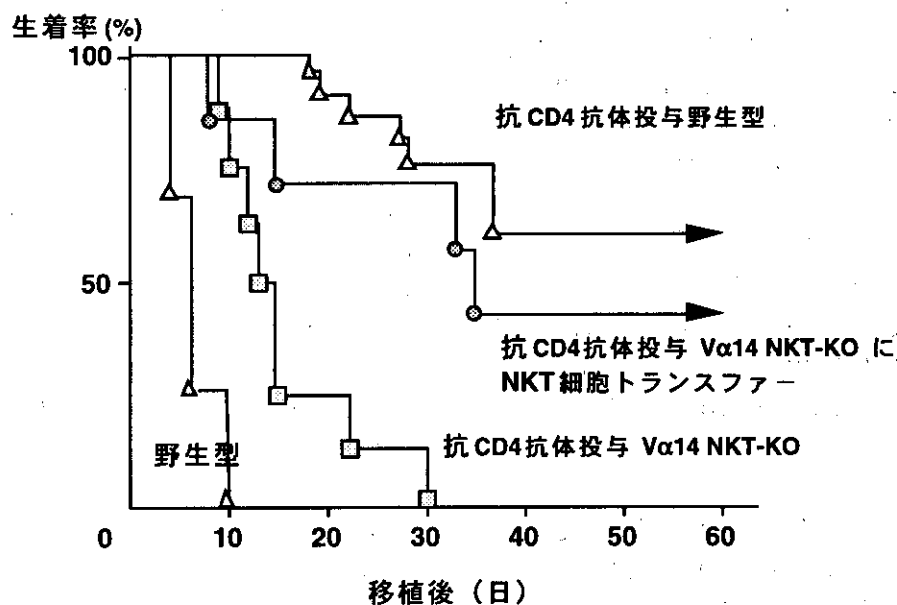 生着率(%)
100
抗CD4抗体投与野生型
50
抗CD4抗体投与 Vα14 NKT-KO に
NKT細胞トランスファー
抗CD4抗体投与 Vα14 NKT-KO
野生型
0 10 20 30 40 50 60
移植後(日)